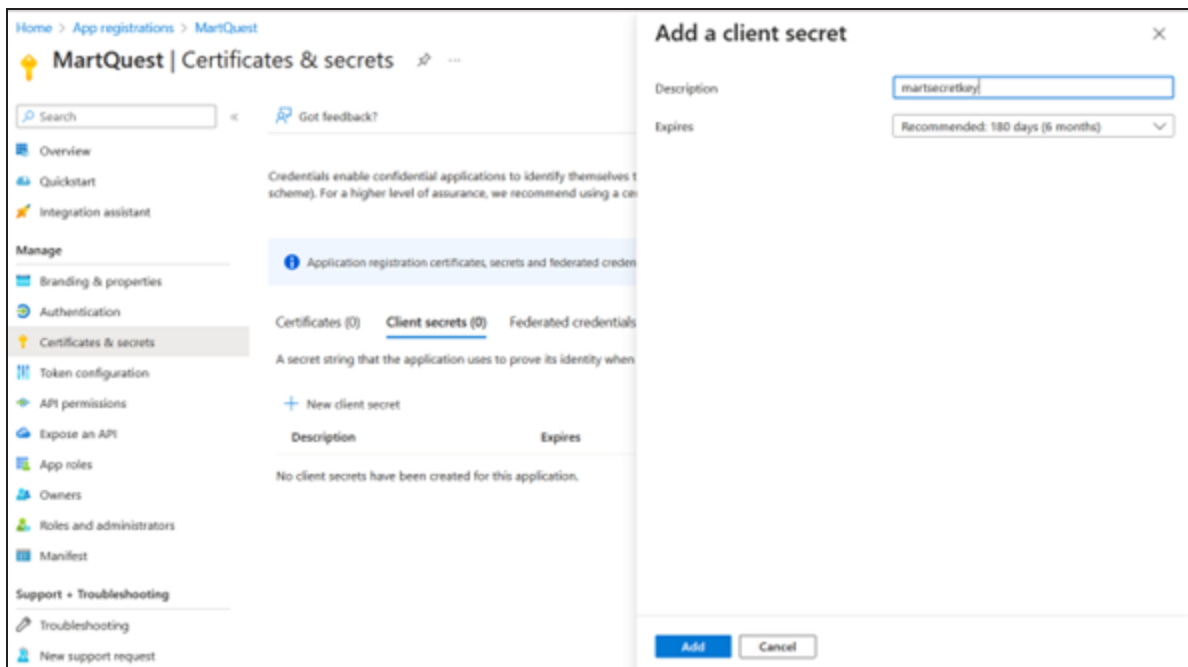 Home > App registrations > MartQuest
MartQuest | Certificates & secrets
Search
Got feedback?
Overview
Quickstart
Integration assistant
Manage
Branding & properties
Authentication
Certificates & secrets
Token configuration
API permissions
Expose an API
App roles
Owners
Roles and administrators
Manifest
Support + Troubleshooting
Troubleshooting
New support request
Credentials enable confidential applications to identify themselves t
scheme). For a higher level of assurance, we recommend using a ce
Application registration certificates, secrets and federated creden
Certificates (0) Client secrets (0) Federated credentials
A secret string that the application uses to prove its identity when
New client secret
Description Expires
No client secrets have been created for this application.
Add a client secret
Description martsecretkey
Expires Recommended: 180 days (6 months)
Add Cancel